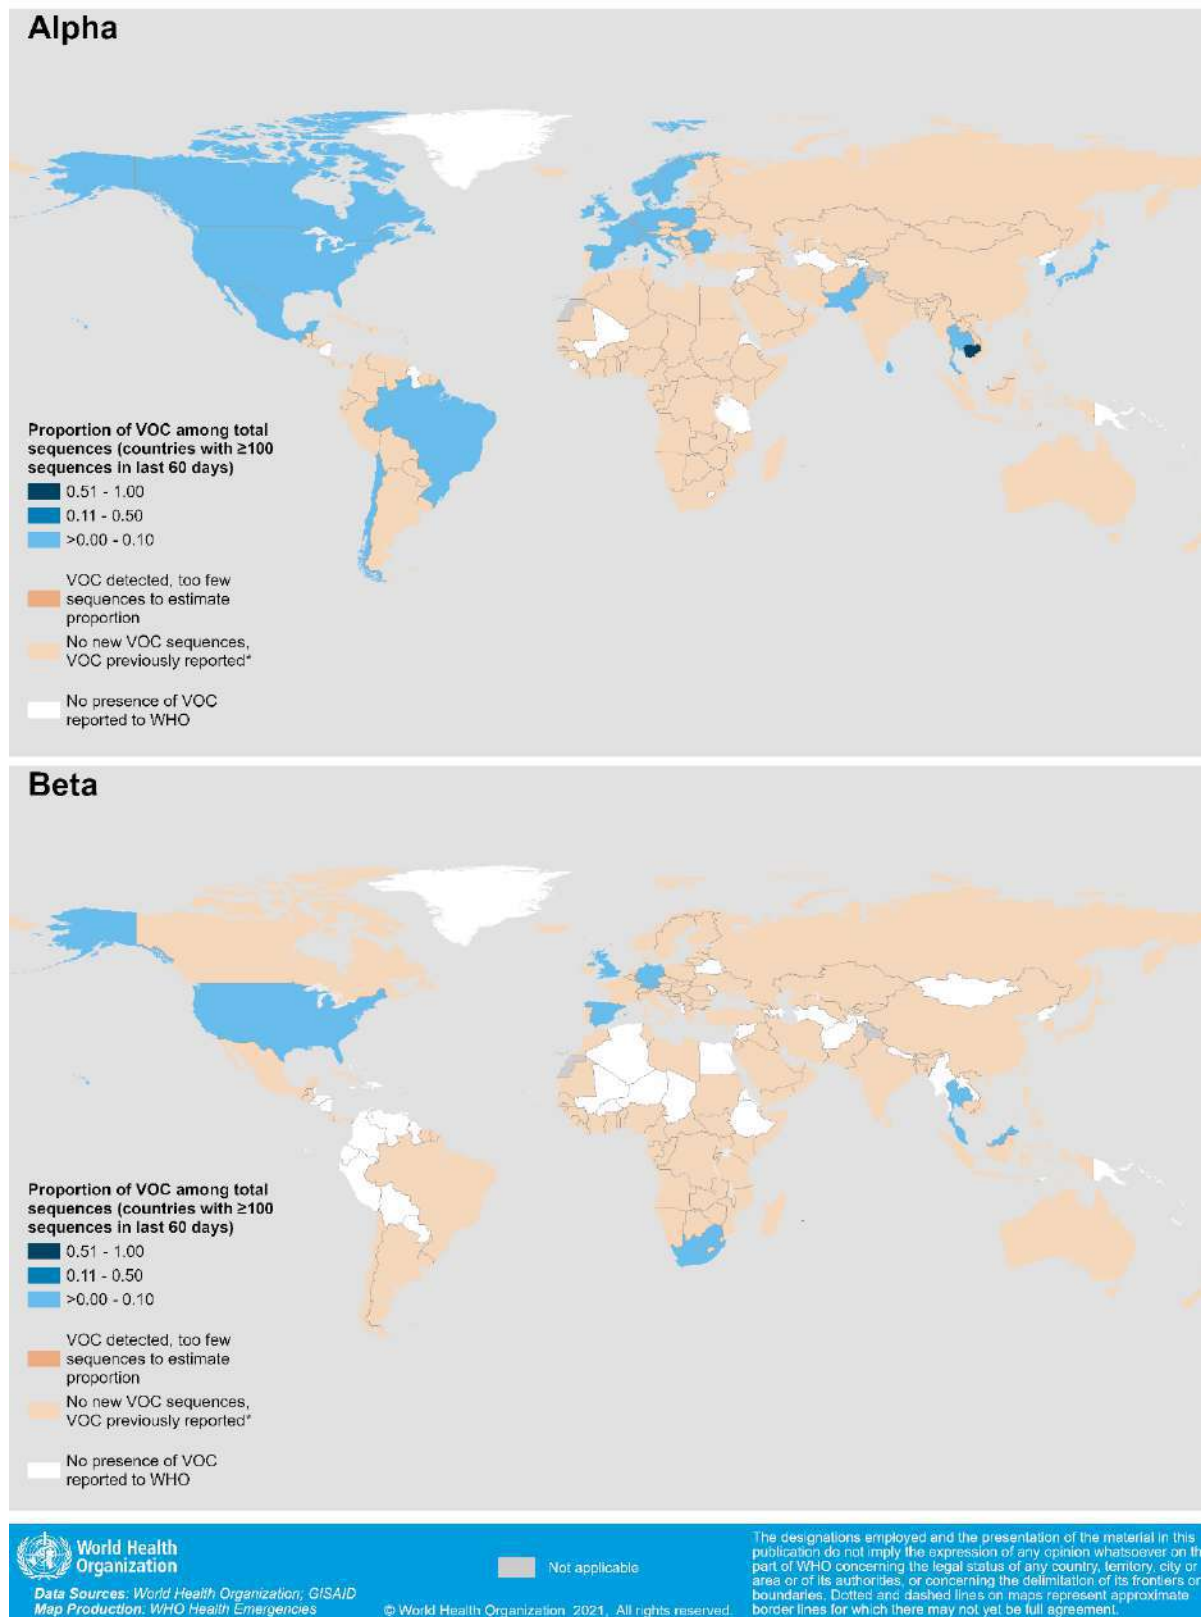 Alpha
Proportion of VOC among total
sequences (countries with ≥100
sequences in last 60 days)
0.51 - 1.00
0.11 - 0.50
>0.00 - 0.10
VOC detected, too few
sequences to estimate
proportion
No new VOC sequences,
VOC previously reported*
No presence of VOC
reported to WHO
Beta
Proportion of VOC among total
sequences (countries with ≥100
sequences in last 60 days)
0.51 - 1.00
0.11 - 0.50
>0.00 - 0.10
VOC detected, too few
sequences to estimate
proportion
No new VOC sequences,
VOC previously reported*
No presence of VOC
reported to WHO
World Health
Organization
Data Sources: World Health Organization; GISAID
Map Production: WHO Health Emergencies
Not applicable
© World Health Organization 2021, All rights reserved.
The designations employed and the presentation of the material in this
publication do not imply the expression of any opinion whatsoever on th
part of WHO concerning the legal status of any country, territory, city or
area or of its authorities, or concerning the delimitation of its frontiers or
boundaries. Dotted and dashed lines on maps represent approximate
border lines for which there may not yet be full agreement.